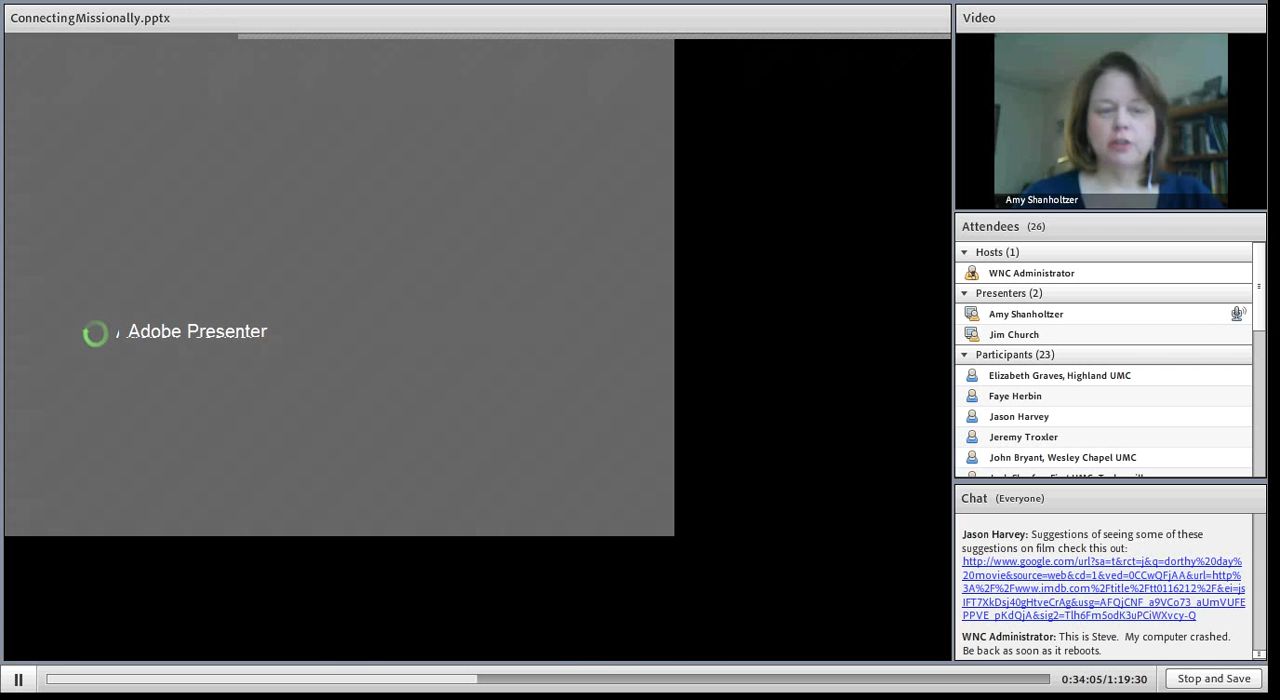 ConnectingMissionally.pptx
Adobe Presenter
Video
Amy Shanholtzer
Attendees (26)
Hosts (1)
WNC Administrator
Presenters (2)
Amy Shanholtzer
Jim Church
Participants (23)
Elizabeth Graves, Highland UMC
Faye Herbin
Jason Harvey
Jeremy Troxler
John Bryant, Wesley Chapel UMC
Chat (Everyone)
Jason Harvey: Suggestions of seeing some of these
suggestions on film check this out:
http://www.google.com/url?sa=t&rct=j&q=dorthy%20day%
20movie&source=web&cd=1&ved=0CCwQFjAA&url=http%
3A%2F%2Fwww.imdb.com%2Ftitle%2Ftt0116212%2F&ei=js
IFT7XkDsj40gHtveCrAg&usg=AFQjCNF_a9VCo73_aUmVUFE
PPVE_pKdQjA&sig2=Tlh6Fm5odK3uPCiWXvcy-Q
WNC Administrator: This is Steve. My computer crashed.
Be back as soon as it reboots.
0:34:05/1:19:30
Stop and Save